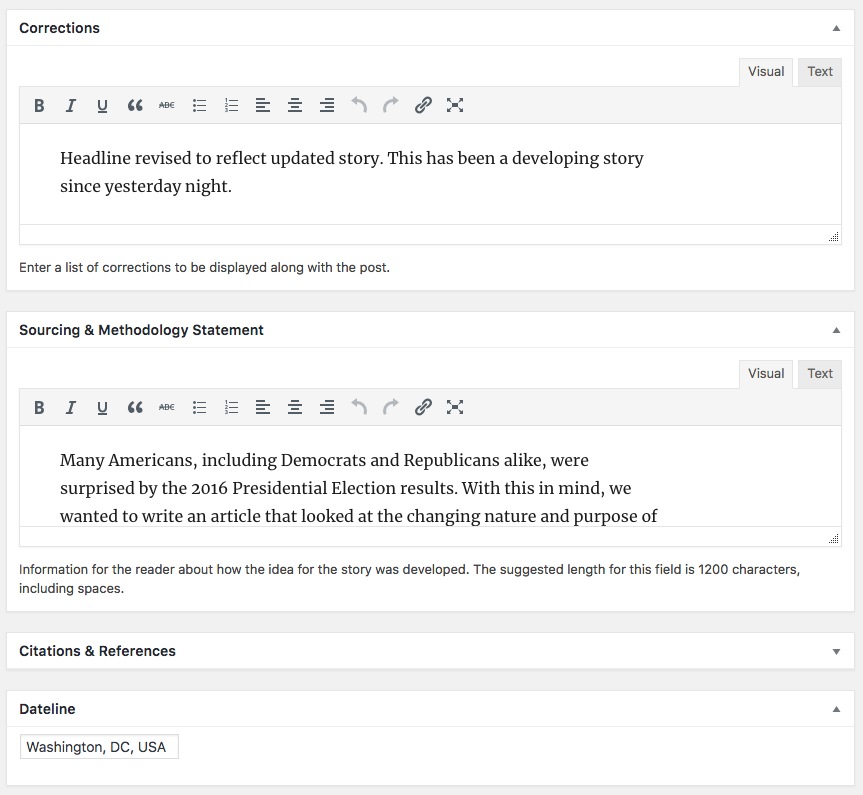 Corrections
Visual Text
B I U ABC
Headline revised to reflect updated story. This has been a developing story
since yesterday night.
Enter a list of corrections to be displayed along with the post.
Sourcing & Methodology Statement
Visual Text
B I U ABC
Many Americans, including Democrats and Republicans alike, were
surprised by the 2016 Presidential Election results. With this in mind, we
wanted to write an article that looked at the changing nature and purpose of
Information for the reader about how the idea for the story was developed. The suggested length for this field is 1200 characters,
including spaces.
Citations & References
Dateline
Washington, DC, USA